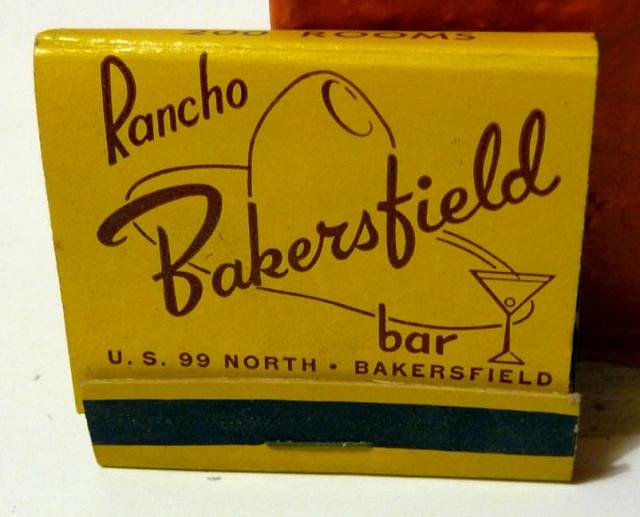 200 ROOMS
Rancho
Bakersfield
bar
U. S. 99 NORTH • BAKERSFIELD